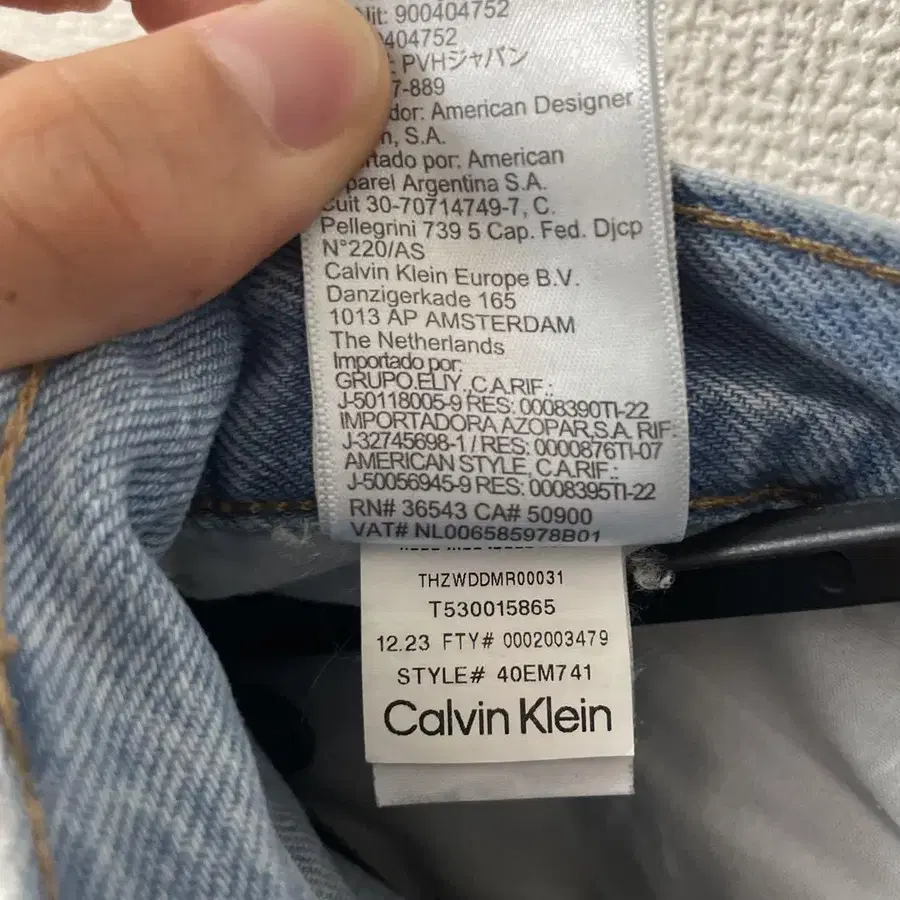 Nit: 900404752
404752
PVHジャパン
7-889
dor: American Designer
n, S.A.
rtado por: American
parel Argentina S.A.
Cuit 30-70714749-7, C.
Pellegrini 739 5 Cap. Fed. Djcp
N°220/AS
Calvin Klein Europe B.V.
Danzigerkade 165
1013 AP AMSTERDAM
The Netherlands
Importado por:
GRUPO.ELIY.,C.A.RIF.:
J-50118005-9 RES: 0008390TI-22
IMPORTADORA AZOPAR,S.A. RIF:
J-32745698-1 / RES: 0000876TI-07
AMERICAN STYLE, C.A.RIF.:
J-50056945-9 RES: 0008395TI-22
RN# 36543 CA# 50900
VAT# NL006585978B01
THZWDDMR00031
T530015865
12.23 FTY# 0002003479
STYLE# 40EM741
Calvin Klein